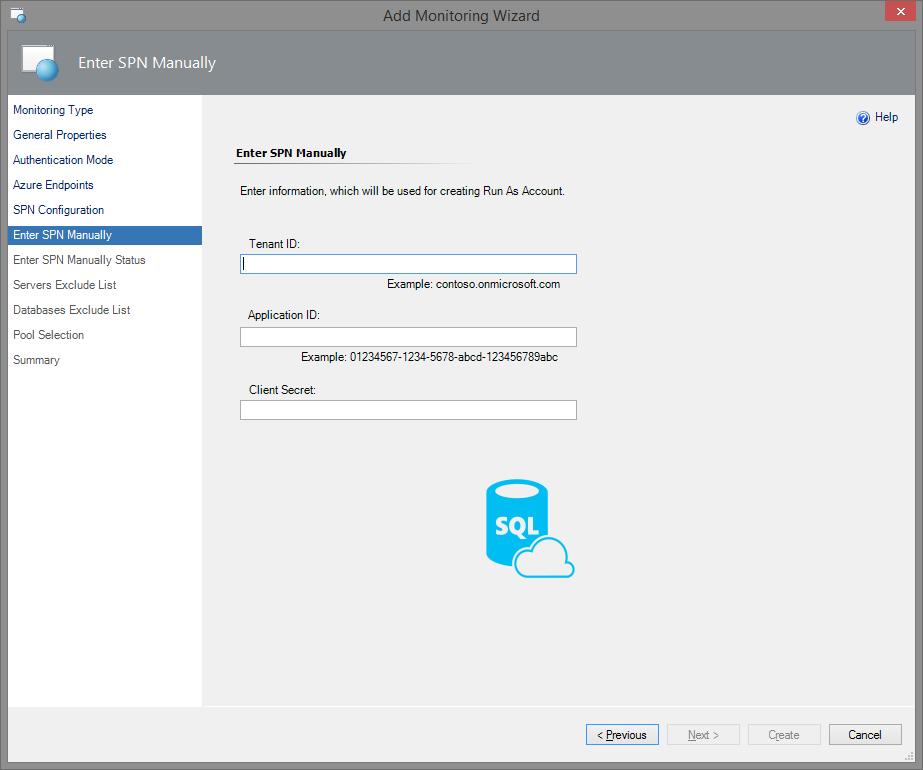 Add Monitoring Wizard
Enter SPN Manually
Monitoring Type
General Properties
Authentication Mode
Azure Endpoints
SPN Configuration
Enter SPN Manually
Enter SPN Manually Status
Servers Exclude List
Databases Exclude List
Pool Selection
Summary
Help
Enter SPN Manually
Enter information, which will be used for creating Run As Account.
Tenant ID:
Example: contoso.onmicrosoft.com
Application ID:
Example: 01234567-1234-5678-abcd-123456789abc
Client Secret:
SQL
< Previous
Next >
Create
Cancel